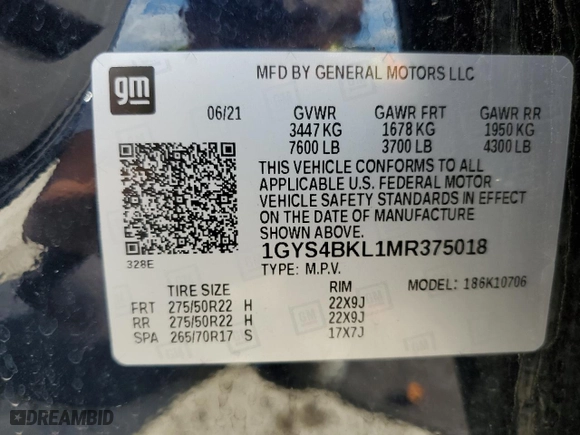 gm
MFD BY GENERAL MOTORS LLC
06/21 GVWR GAWR FRT GAWR RR
3447 KG 1678 KG 1950 KG
7600 LB 3700 LB 4300 LB
THIS VEHICLE CONFORMS TO ALL
APPLICABLE U.S. FEDERAL MOTOR
VEHICLE SAFETY STANDARDS IN EFFECT
ON THE DATE OF MANUFACTURE
SHOWN ABOVE.
1GYS4BKL1MR375018
328E
TYPE: M.P.V. MODEL: 186K10706
TIRE SIZE RIM
FRT 275/50R22 H 22X9J
RR 275/50R22 H 22X9J
SPA 265/70R17 S 17X7J
DREAMBID